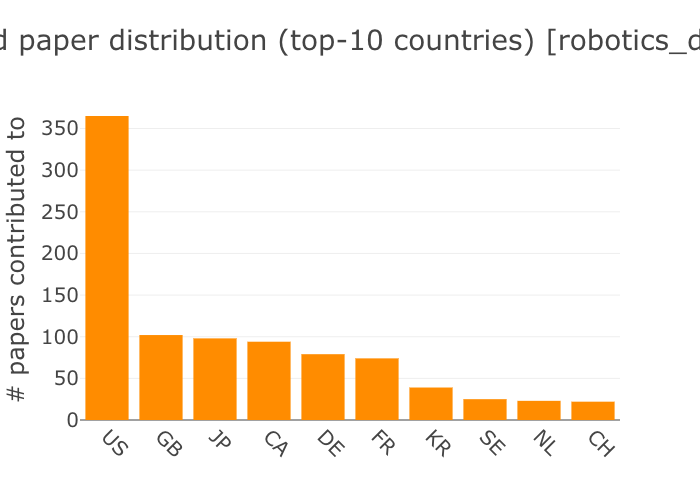 d paper distribution (top-10 countries) [robotics_d
# papers contributed to
350
300
250
200
150
100
50
0
US
GB
JP
CA
DE
FR
KR
SE
NL
CH